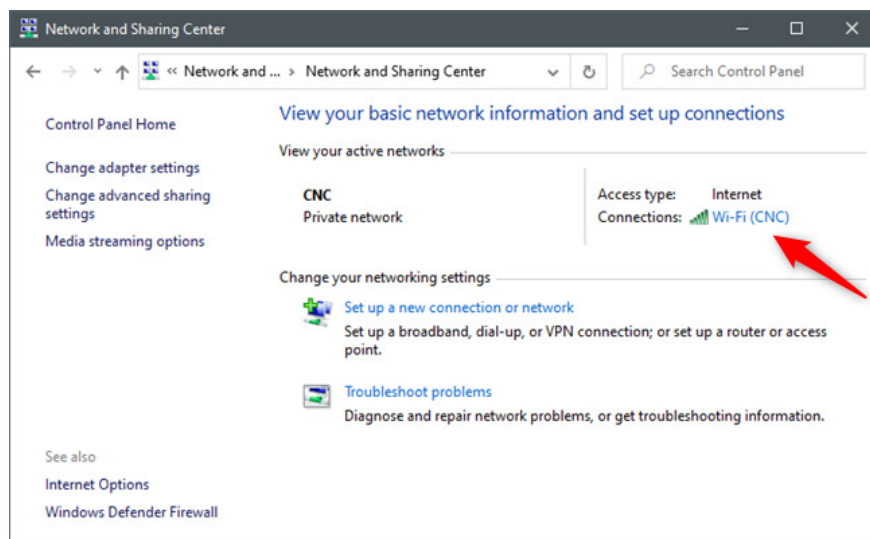 Network and Sharing Center
« Network and ... > Network and Sharing Center
Search Control Panel
Control Panel Home
Change adapter settings
Change advanced sharing
settings
Media streaming options
See also
Internet Options
Windows Defender Firewall
View your basic network information and set up connections
View your active networks
CNC
Private network
Access type: Internet
Connections: Wi-Fi (CNC)
Change your networking settings
Set up a new connection or network
Set up a broadband, dial-up, or VPN connection; or set up a router or access
point.
Troubleshoot problems
Diagnose and repair network problems, or get troubleshooting information.